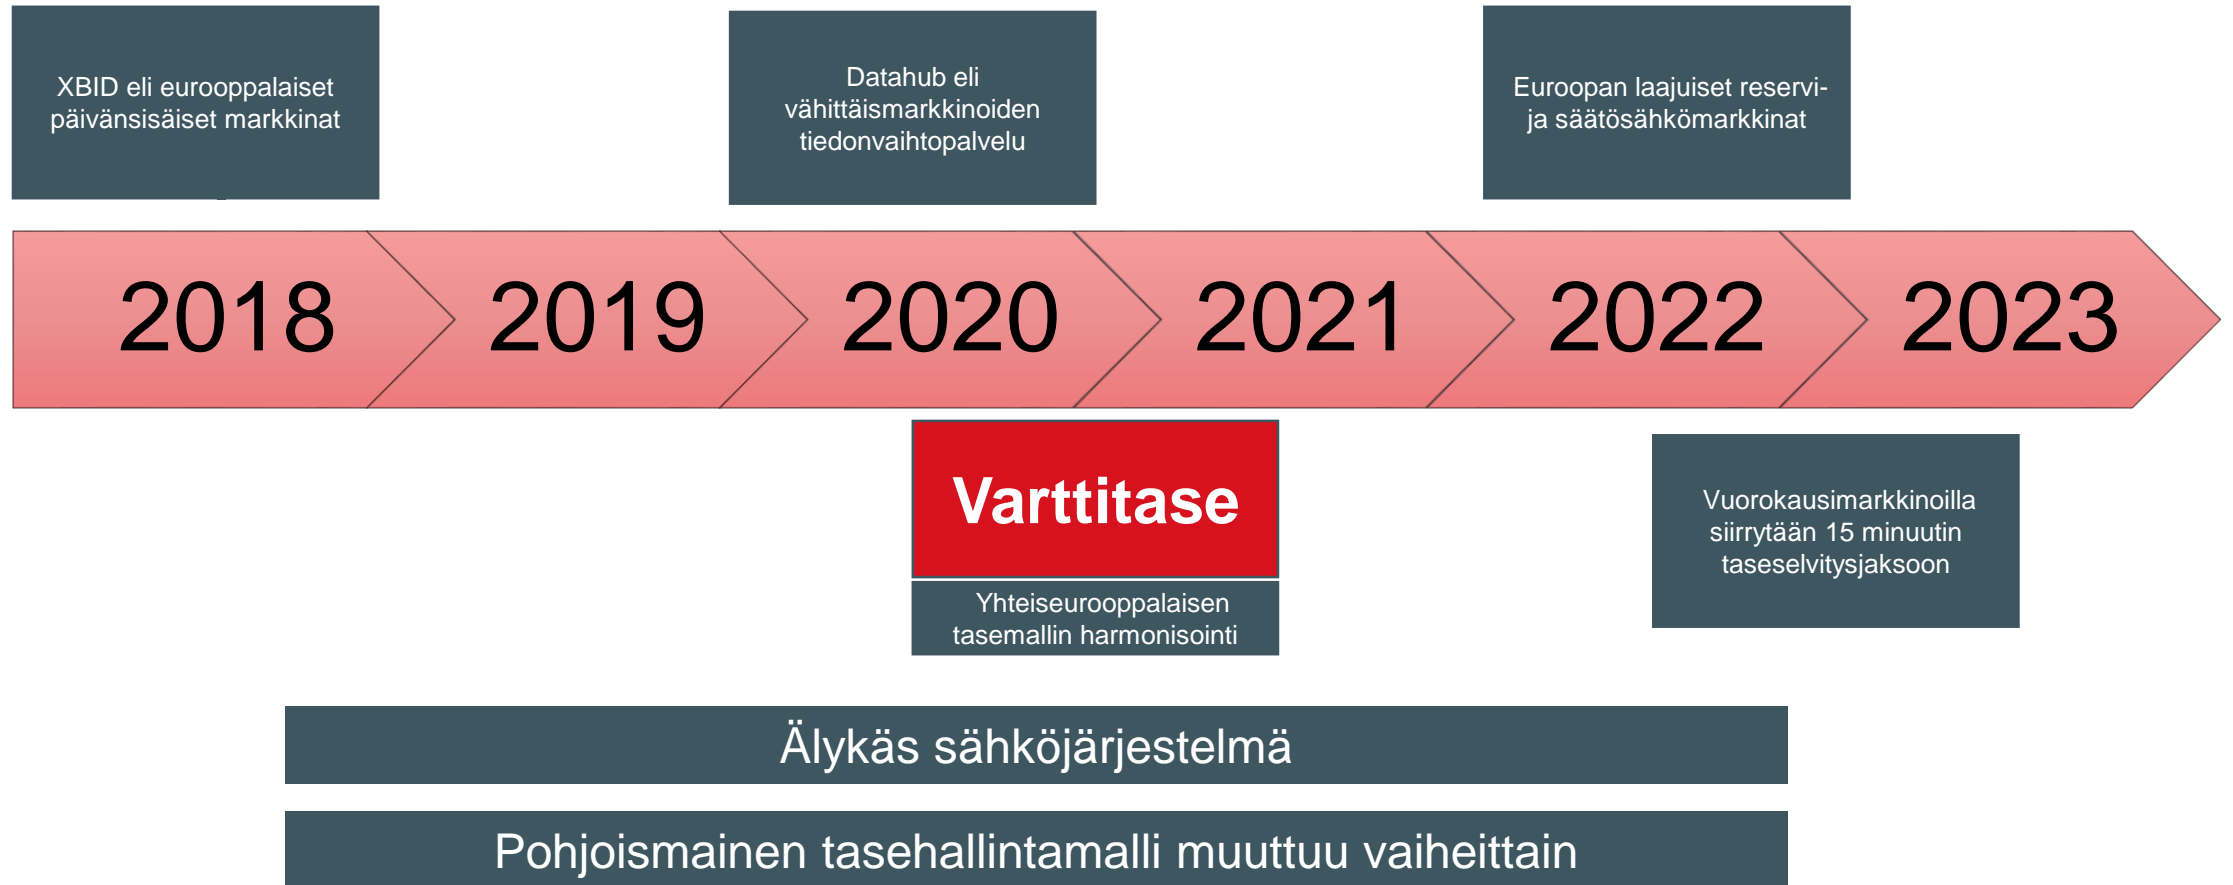 XBID eli eurooppalaiset
päivänsisäiset markkinat
Datahub eli
vähittäismarkkinoiden
tiedonvaihtopalvelu
Euroopan laajuiset reservi-
ja säätösähkömarkkinat
2018
2019
2020
2021
2022
2023
Varttitase
Yhteiseurooppalaisen
tasemallin harmonisointi
Vuorokausimarkkinoilla
siirrytään 15 minuutin
taseselvitysjaksoon
Älykäs sähköjärjestelmä
Pohjoismainen tasehallintamalli muuttuu vaiheittain